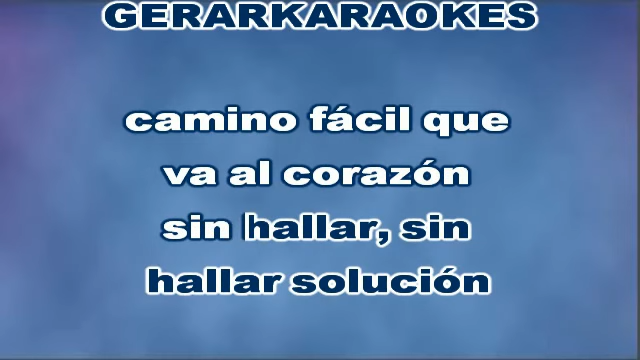 GERARKARAOKES
camino fácil que
va al corazón
sin hallar, sin
hallar solución